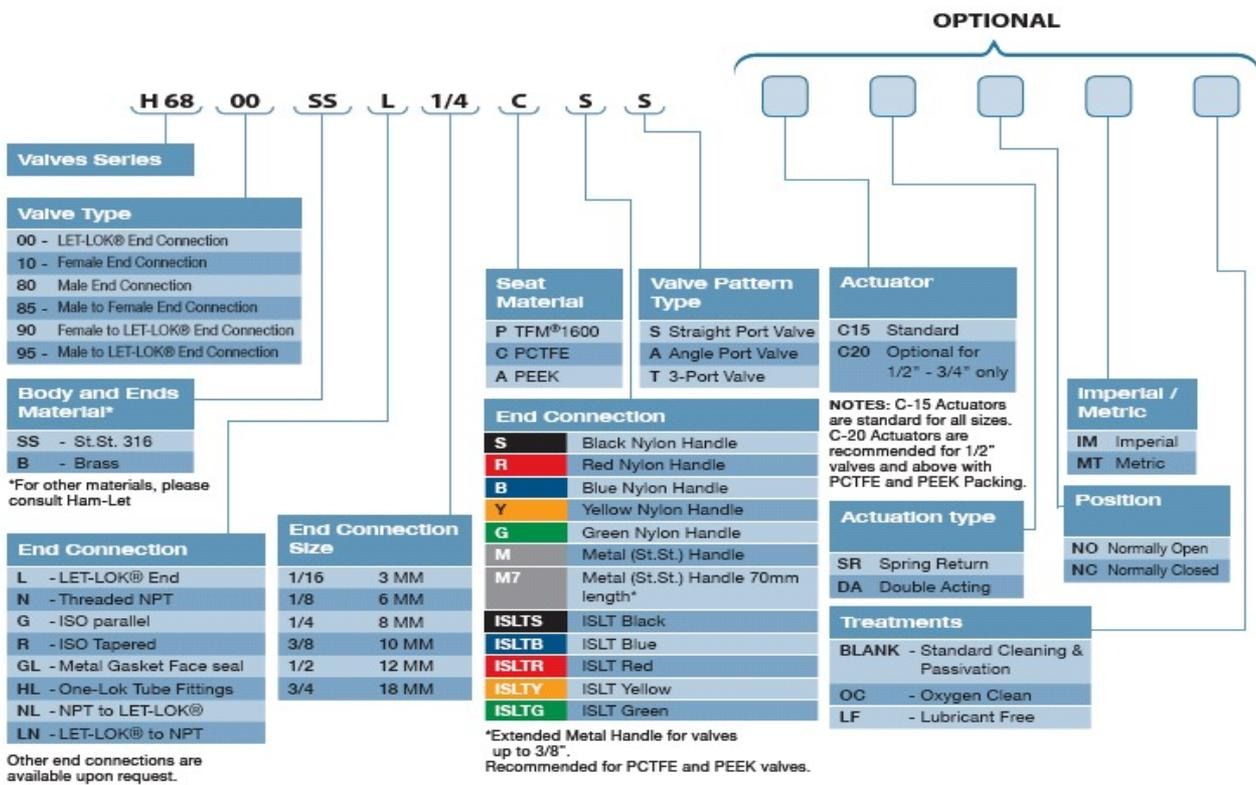 OPTIONAL
H 68 00 SS L 1/4 C S S
Valves Series
Valve Type
00 - LET-LOK® End Connection
10 - Female End Connection
80 Male End Connection
85 - Male to Female End Connection
90 Female to LET-LOK® End Connection
95 - Male to LET-LOK® End Connection
Body and Ends
Material*
SS - St.St. 316
B - Brass
*For other materials, please
consult Ham-Let
End Connection
L - LET-LOK® End
N - Threaded NPT
G - ISO parallel
R - ISO Tapered
GL - Metal Gasket Face seal
HL - One-Lok Tube Fittings
NL - NPT to LET-LOK®
LN - LET-LOK® to NPT
Other end connections are
available upon request.
End Connection
Size
1/16 3 MM
1/8 6 MM
1/4 8 MM
3/8 10 MM
1/2 12 MM
3/4 18 MM
Seat
Material
P TFM®1600
C PCTFE
A PEEK
Valve Pattern
Type
S Straight Port Valve
A Angle Port Valve
T 3-Port Valve
End Connection
S Black Nylon Handle
R Red Nylon Handle
B Blue Nylon Handle
Y Yellow Nylon Handle
G Green Nylon Handle
M Metal (St.St.) Handle
M7 Metal (St.St.) Handle 70mm
length*
ISLTS ISLT Black
ISLTB ISLT Blue
ISLTR ISLT Red
ISLTY ISLT Yellow
ISLTG ISLT Green
*Extended Metal Handle for valves
up to 3/8".
Recommended for PCTFE and PEEK valves.
Actuator
C15 Standard
C20 Optional for
1/2" - 3/4" only
NOTES: C-15 Actuators
are standard for all sizes.
C-20 Actuators are
recommended for 1/2"
valves and above with
PCTFE and PEEK Packing.
Actuation type
SR Spring Return
DA Double Acting
Imperial /
Metric
IM Imperial
MT Metric
Position
NO Normally Open
NC Normally Closed
Treatments
BLANK - Standard Cleaning &
Passivation
OC - Oxygen Clean
LF - Lubricant Free